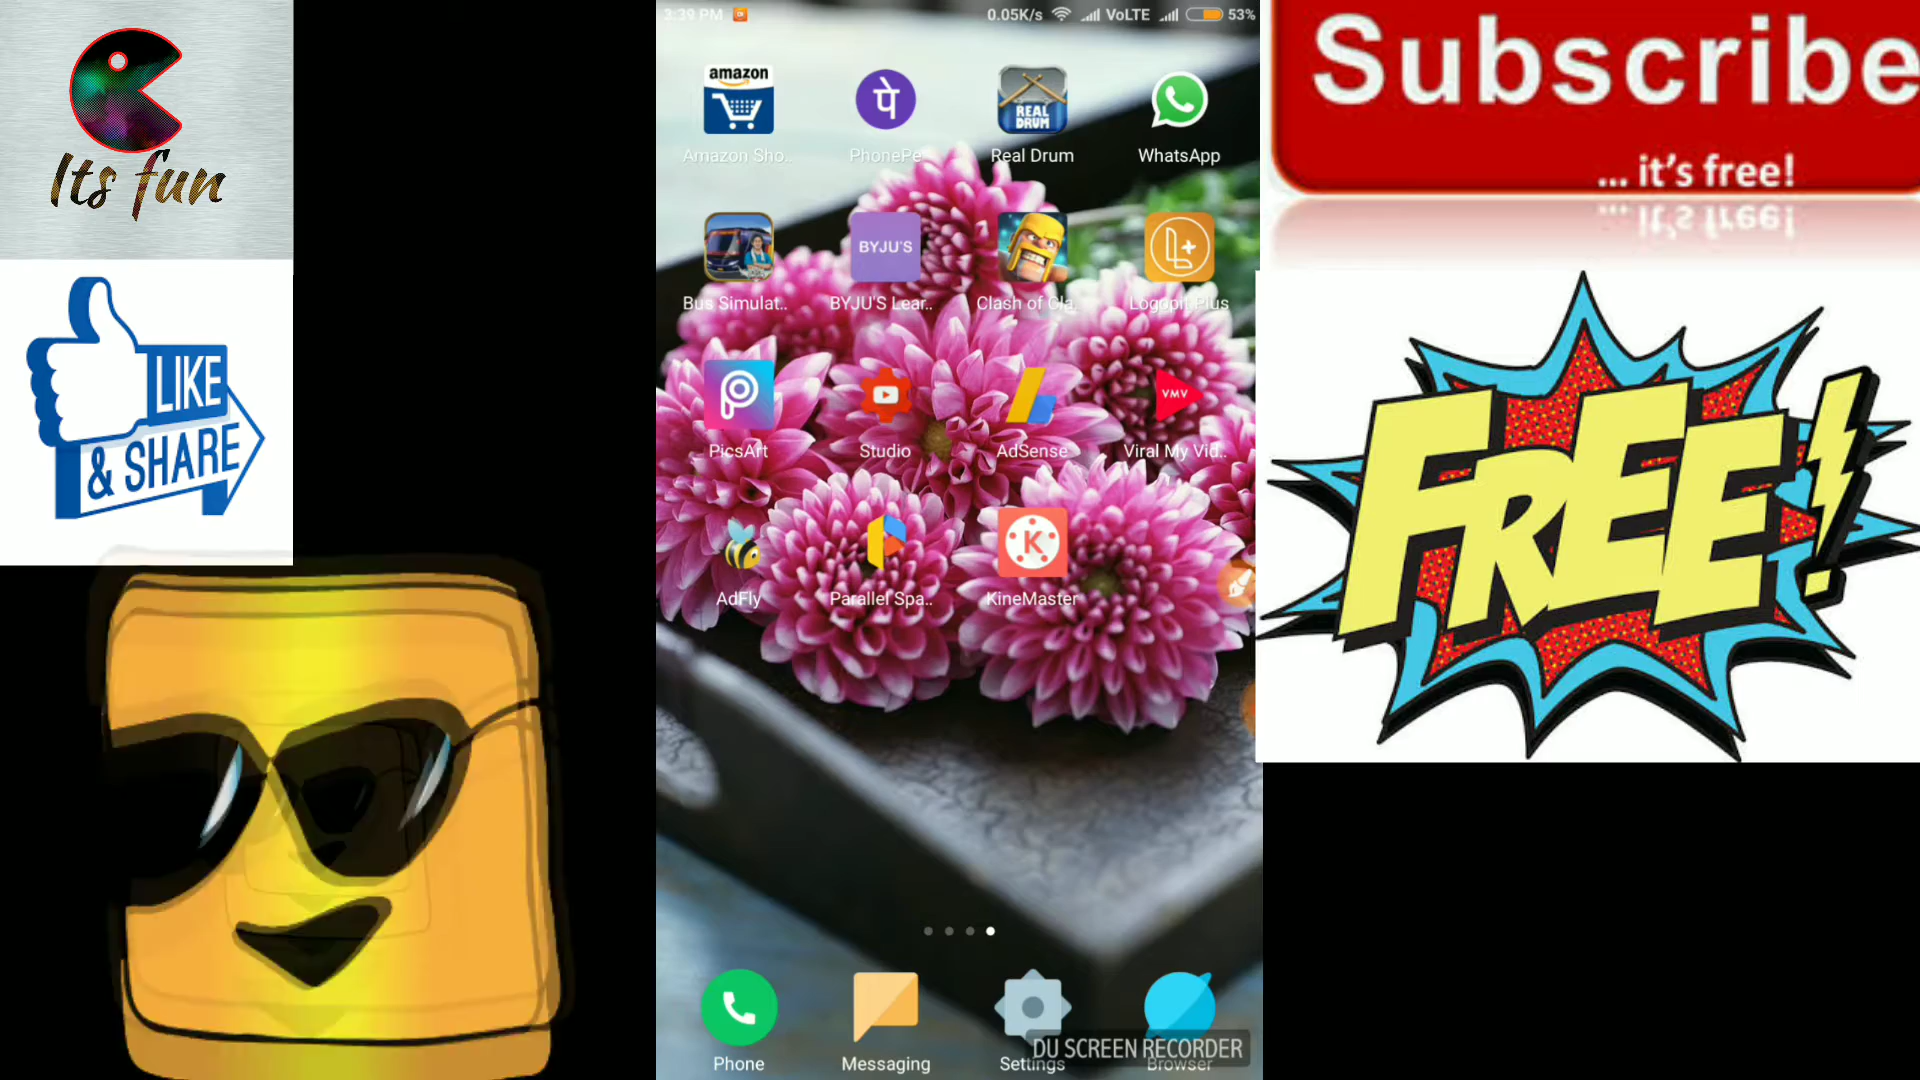 Its fun
LIKE
& SHARE
3:39 PM
0.05K/s VoLTE 53%
amazon
पे
REAL
DRUM
Amazon Sho..
PhonePe
Real Drum
WhatsApp
BYJU'S
L+
Bus Simulat..
BYJU'S Lear..
Clash of Cla..
Logopit Plus
VMV
PicsArt
Studio
AdSense
Viral My Vid..
K
AdFly
Parallel Spa..
KineMaster
Phone
Messaging
Settings
Browser
DU SCREEN RECORDER
Subscribe
... it's free!
FREE!